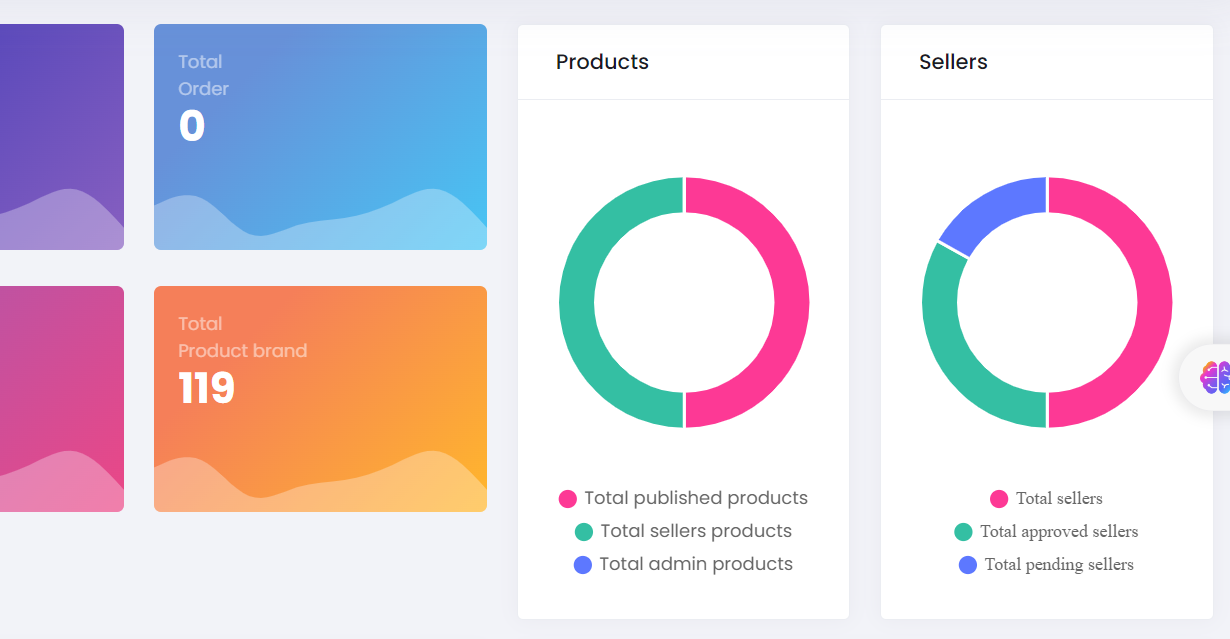 Total
Order
0
Total
Product brand
119
Products
Total published products
Total sellers products
Total admin products
Sellers
Total sellers
Total approved sellers
Total pending sellers